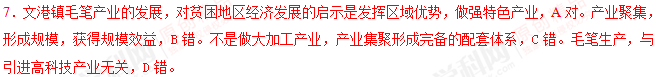 7．文港镇毛笔产业的发展，对贫困地区经济发展的启示是发挥区域优势，做强特色产业，A 对。产业聚集，
形成规模，获得规模效益，B 错。不是做大加工产业，产业集聚形成完备的配套体系，C 错。毛笔生产，与
引进高科技产业无关，D 错。